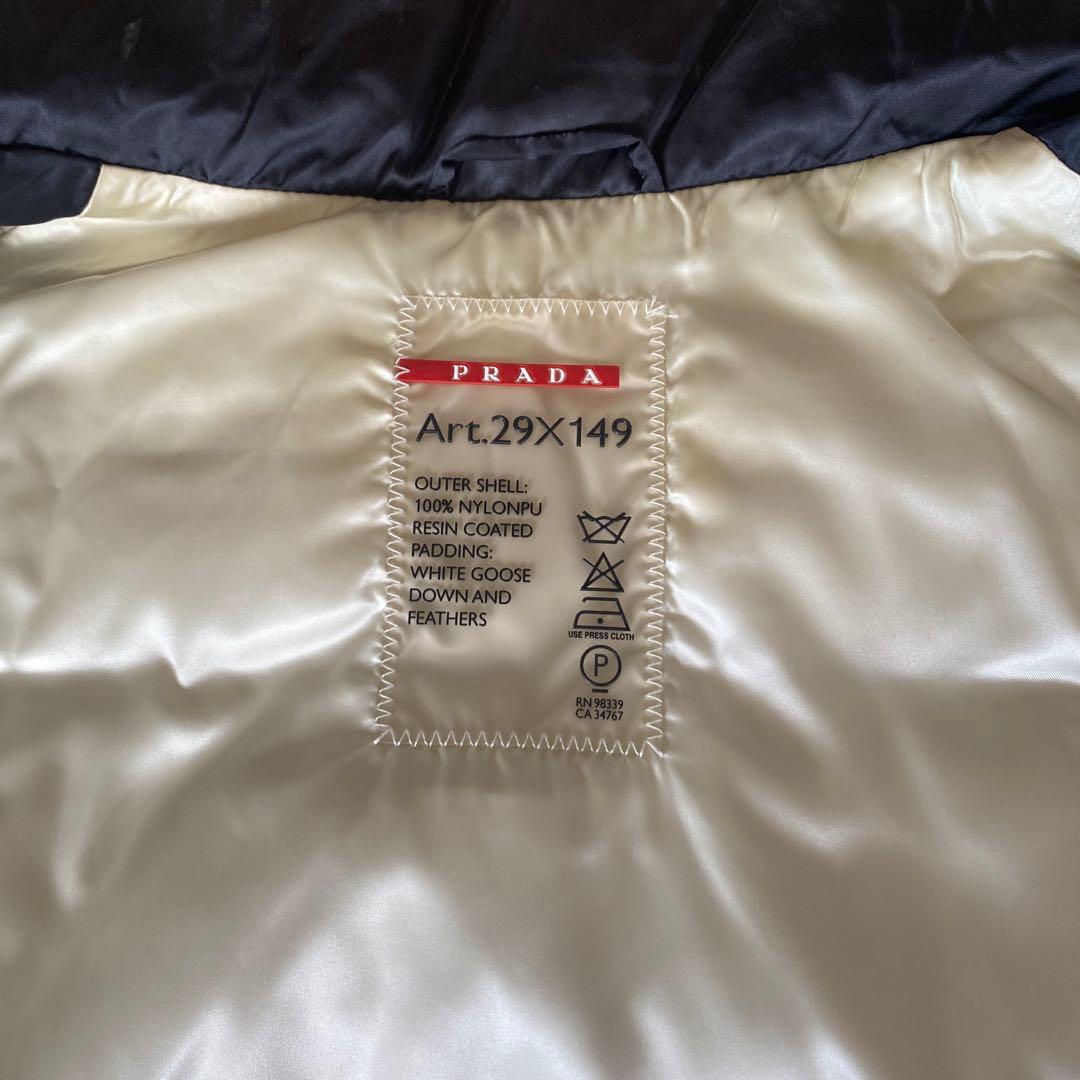 PRADA
Art.29X149
OUTER SHELL:
100% NYLONPU
RESIN COATED
PADDING:
WHITE GOOSE
DOWN AND
FEATHERS
USE PRESS CLOTH
P
RN 98339
CA 34767